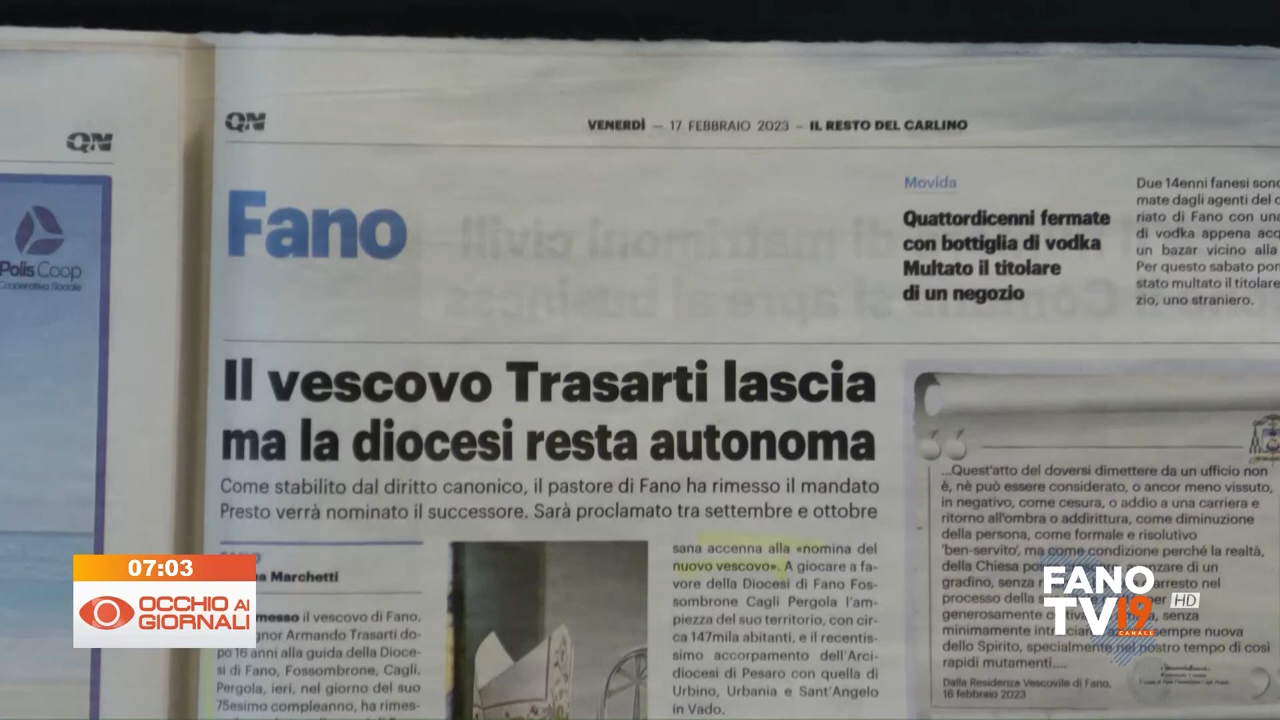 QN
Polis Coop
Cooperativa Sociale
QN
VENERDÌ — 17 FEBBRAIO 2023 — IL RESTO DEL CARLINO
Fano
Movida
Quattordicenni fermate
con bottiglia di vodka
Multato il titolare
di un negozio
Due 14enni fanesi sono
mate dagli agenti del
riato di Fano con una
di vodka appena acq
un bazar vicino alla
Per questo sabato pom
stato multato il titolare
zio, uno straniero.
Il vescovo Trasarti lascia
ma la diocesi resta autonoma
Come stabilito dal diritto canonico, il pastore di Fano ha rimesso il mandato
Presto verrà nominato il successore. Sarà proclamato tra settembre e ottobre
Marchetti
messo il vescovo di Fano,
gnor Armando Trasarti do-
po 16 anni alla guida della Dioce-
si di Fano, Fossombrone, Cagli,
Pergola, ieri, nel giorno del suo
75esimo compleanno, ha rimes-
sana accenna alla «nomina del
nuovo vescovo». A giocare a fa-
vore della Diocesi di Fano Fos-
sombrone Cagli Pergola l'am-
piezza del suo territorio, con cir-
ca 147mila abitanti, e il recentis-
simo accorpamento dell'Arci-
diocesi di Pesaro con quella di
Urbino, Urbania e Sant'Angelo
in Vado.
...Quest'atto del doversi dimettere da un ufficio non
è, nè può essere considerato, o ancor meno vissuto,
in negativo, come cesura, o addio a una carriera e
ritorno all'ombra o addirittura, come diminuzione
della persona, come formale e risolutivo
'ben-servito', ma come condizione perché la realtà,
della Chiesa anzare di un
gradino, senza arresto nel
processo della per
generosamente senza
minimamente sempre nuova
dello Spirito, specialmente nel nostro tempo di così
rapidi mutamenti....
Dalla Residenza Vescovile di Fano,
16 febbraio 2023
07:03
OCCHIO AI
GIORNALI
FANO
TV 19 HD
CANALE